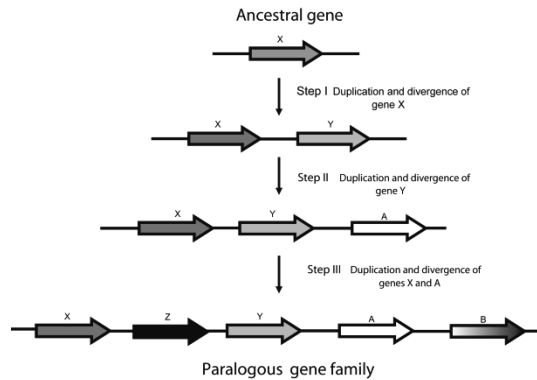 Ancestral gene
X
Step I Duplication and divergence of
gene X
X Y
Step II Duplication and divergence of
gene Y
X Y A
Step III Duplication and divergence of
genes X and A
X Z Y A B
Paralogous gene family